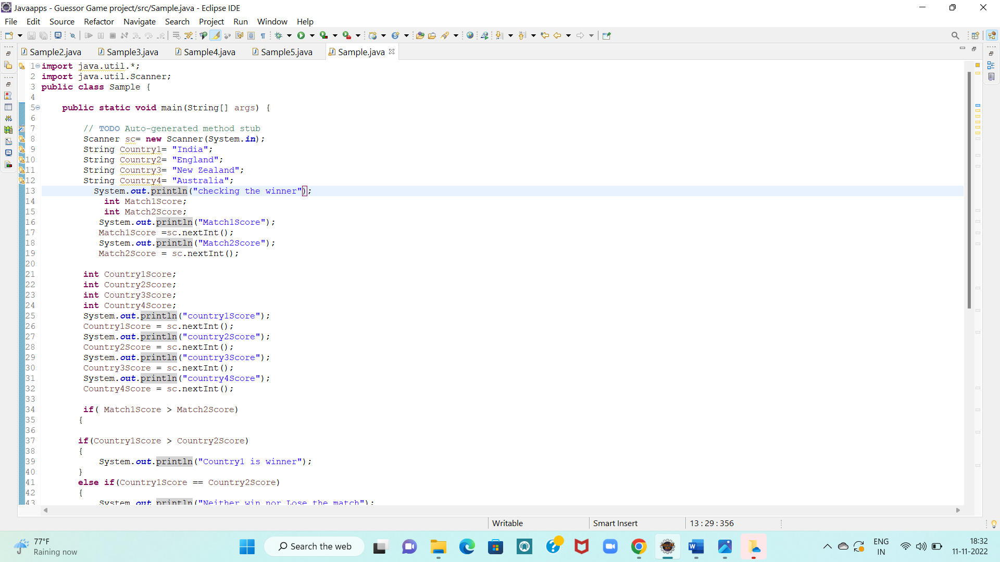 Javaapps - Guessor Game project/src/Sample.java - Eclipse IDE
File Edit Source Refactor Navigate Search Project Run Window Help
Sample2.java Sample3.java Sample4.java Sample5.java Sample.java
1 import java.util.*;
2 import java.util.Scanner;
3 public class Sample {
4
5 public static void main(String[] args) {
6
7 // TODO Auto-generated method stub
8 Scanner sc= new Scanner(System.in);
9 String Country1= "India";
10 String Country2= "England";
11 String Country3= "New Zealand";
12 String Country4= "Australia";
13 System.out.println("checking the winner");
14 int Match1Score;
15 int Match2Score;
16 System.out.println("Match1Score");
17 Match1Score =sc.nextInt();
18 System.out.println("Match2Score");
19 Match2Score = sc.nextInt();
20
21 int Country1Score;
22 int Country2Score;
23 int Country3Score;
24 int Country4Score;
25 System.out.println("country1Score");
26 Country1Score = sc.nextInt();
27 System.out.println("country2Score");
28 Country2Score = sc.nextInt();
29 System.out.println("country3Score");
30 Country3Score = sc.nextInt();
31 System.out.println("country4Score");
32 Country4Score = sc.nextInt();
33
34 if( Match1Score > Match2Score)
35 {
36
37 if(Country1Score > Country2Score)
38 {
39 System.out.println("Country1 is winner");
40 }
41 else if(Country1Score == Country2Score)
42 {
43 System.out.println("Neither win nor Lose the match");
Writable Smart Insert 13 : 29 : 356
77°F
Raining now
Search the web
ENG
IN
18:32
11-11-2022